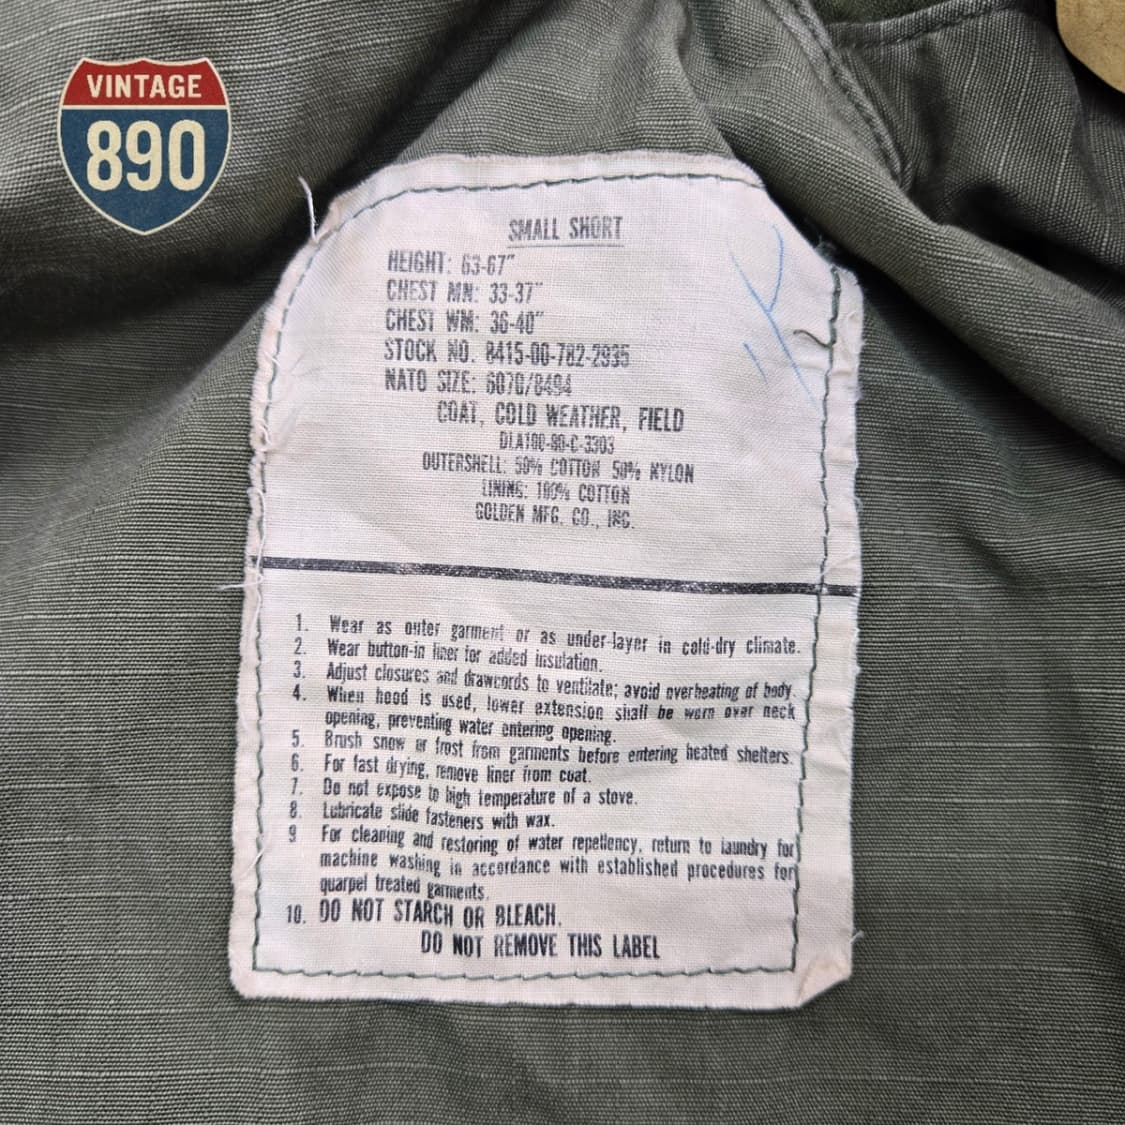 VINTAGE
890
SMALL SHORT
HEIGHT: 63-67"
CHEST MN: 33-37"
CHEST WM: 36-40"
STOCK NO. 8415-00-782-2935
NATO SIZE: 6070/8494
COAT, COLD WEATHER, FIELD
DLA100-80-C-3303
OUTERSHELL: 50% COTTON 50% NYLON
LINING: 100% COTTON
GOLDEN MFG. CO., INC.
1. Wear as outer garment or as under-layer in cold-dry climate.
2. Wear button-in liner for added insulation.
3. Adjust closures and drawcords to ventilate; avoid overheating of body.
4. When hood is used, lower extension shall be worn over neck
opening, preventing water entering opening.
5. Brush snow or frost from garments before entering heated shelters.
6. For fast drying, remove liner from coat.
7. Do not expose to high temperature of a stove.
8. Lubricate slide fasteners with wax.
9 For cleaning and restoring of water repellency, return to laundry for
machine washing in accordance with established procedures for
quarpel treated garments.
10. DO NOT STARCH OR BLEACH.
DO NOT REMOVE THIS LABEL